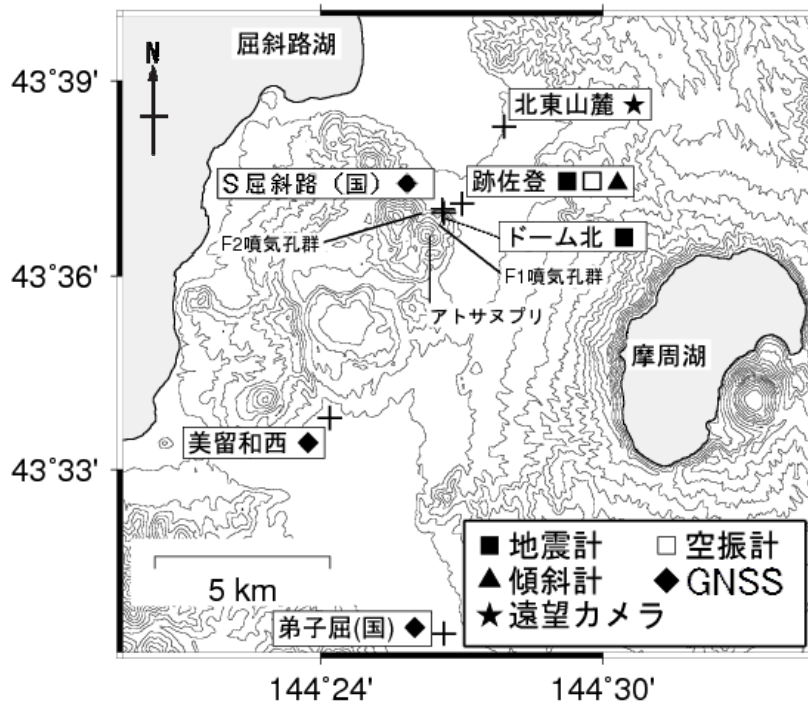 屈斜路湖
N
43°39'
北東山麓 ★
S屈斜路（国） ◆
跡佐登 ■□▲
ドーム北 ■
F2噴気孔群
F1噴気孔群
43°36'
アトサヌプリ
摩周湖
美留和西 ◆
43°33'
■ 地震計 □ 空振計
▲ 傾斜計 ◆ GNSS
★ 遠望カメラ
5 km
弟子屈(国) ◆
144°24' 144°30'